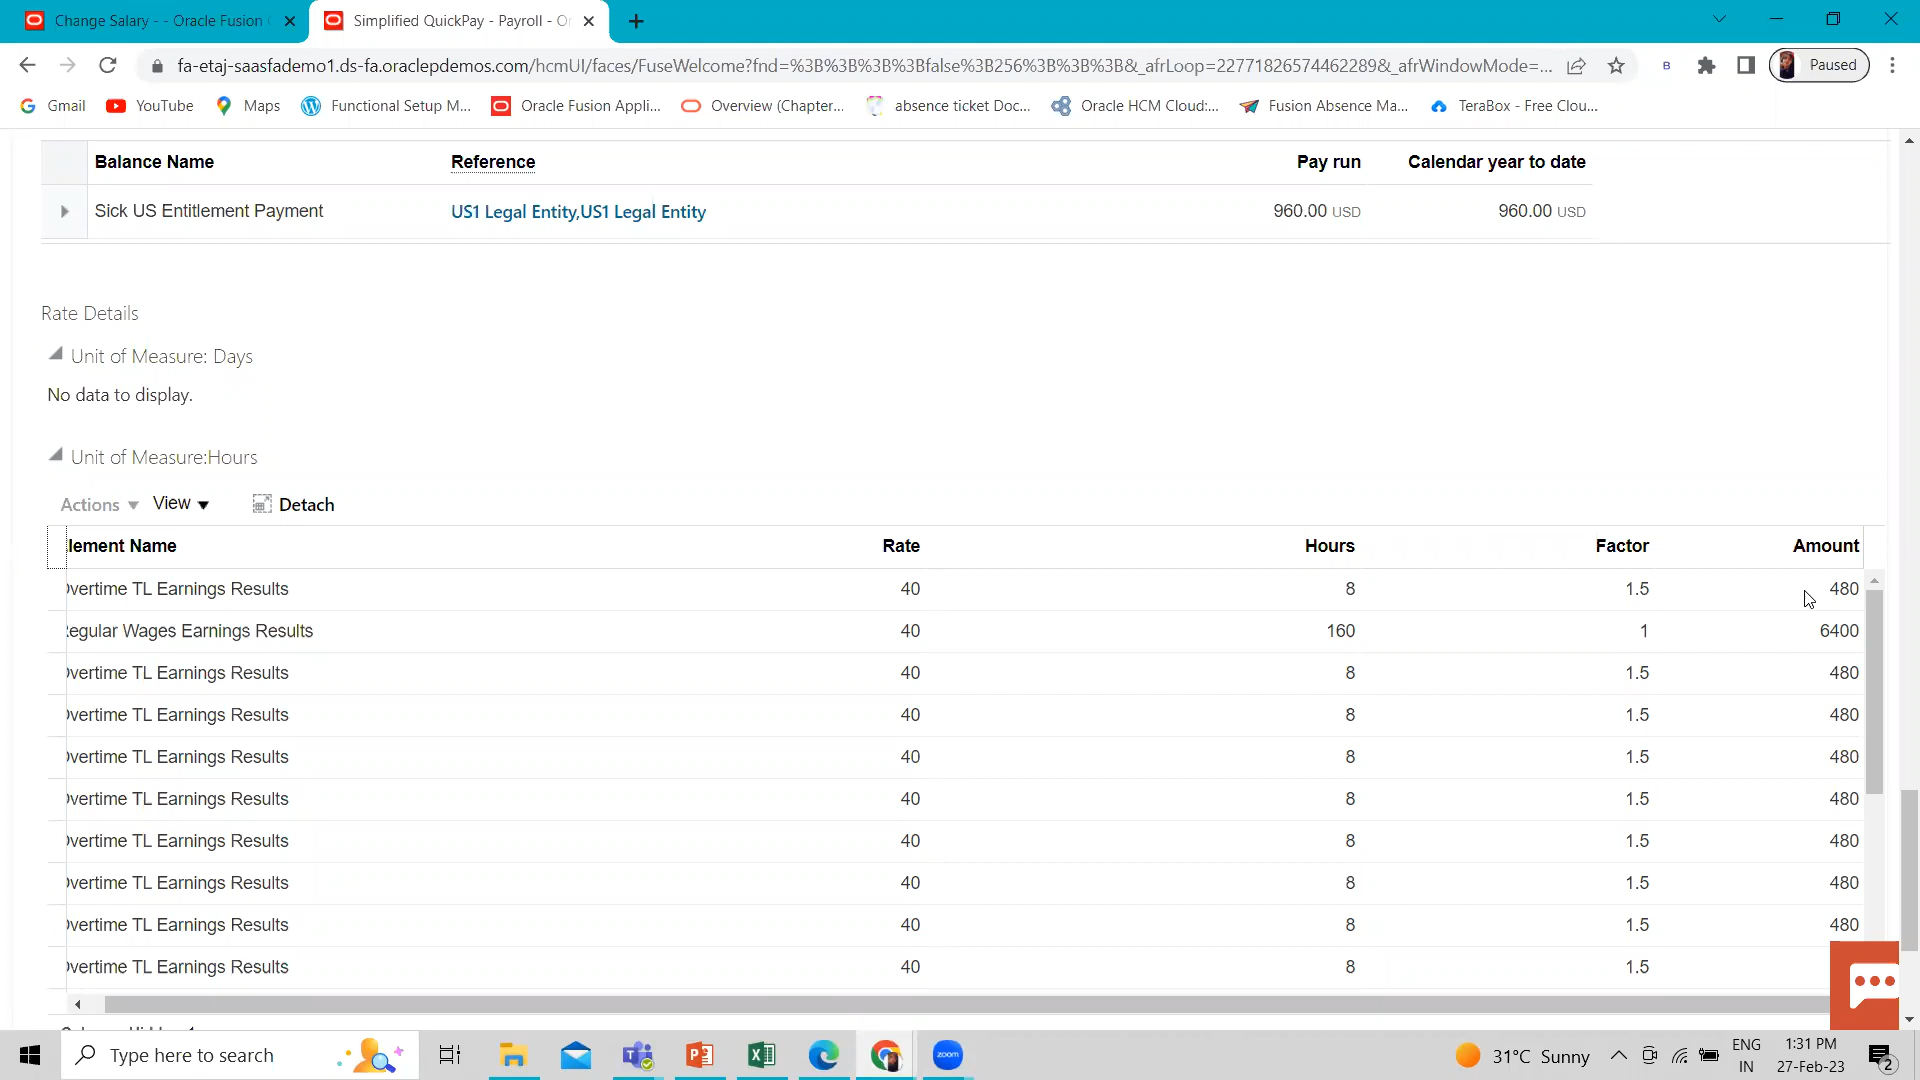 Change Salary - - Oracle Fusion
Simplified QuickPay - Payroll - Or
fa-etaj-saasfademo1.ds-fa.oraclepdemos.com/hcmUI/faces/FuseWelcome?fnd=%3B%3B%3B%3Bfalse%3B256%3B%3B%3B&_afrLoop=22771826574462289&_afrWindowMode=...
Paused
Gmail YouTube Maps Functional Setup M... Oracle Fusion Appli... Overview (Chapter... absence ticket Doc... Oracle HCM Cloud:... Fusion Absence Ma... TeraBox - Free Clou...
Balance Name Reference Pay run Calendar year to date
Sick US Entitlement Payment US1 Legal Entity,US1 Legal Entity 960.00 USD 960.00 USD
Rate Details
Unit of Measure: Days
No data to display.
Unit of Measure:Hours
Actions View Detach
lement Name Rate Hours Factor Amount
vertime TL Earnings Results 40 8 1.5 480
egular Wages Earnings Results 40 160 1 6400
vertime TL Earnings Results 40 8 1.5 480
vertime TL Earnings Results 40 8 1.5 480
vertime TL Earnings Results 40 8 1.5 480
vertime TL Earnings Results 40 8 1.5 480
vertime TL Earnings Results 40 8 1.5 480
vertime TL Earnings Results 40 8 1.5 480
vertime TL Earnings Results 40 8 1.5 480
vertime TL Earnings Results 40 8 1.5
Type here to search
zoom
31°C Sunny
ENG
IN
1:31 PM
27-Feb-23
2